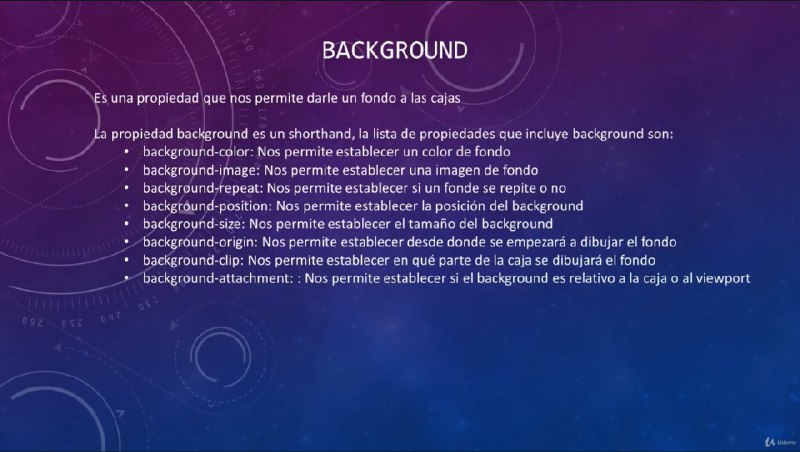 BACKGROUND
Es una propiedad que nos permite darle un fondo a las cajas
La propiedad background es un shorthand, la lista de propiedades que incluye background son:
• background-color: Nos permite establecer un color de fondo
• background-image: Nos permite establecer una imagen de fondo
• background-repeat: Nos permite establecer si un fonde se repite o no
• background-position: Nos permite establecer la posición del background
• background-size: Nos permite establecer el tamaño del background
• background-origin: Nos permite establecer desde donde se empezará a dibujar el fondo
• background-clip: Nos permite establecer en qué parte de la caja se dibujará el fondo
• background-attachment: : Nos permite establecer si el background es relativo a la caja o al viewport
260 250 240
Udemy